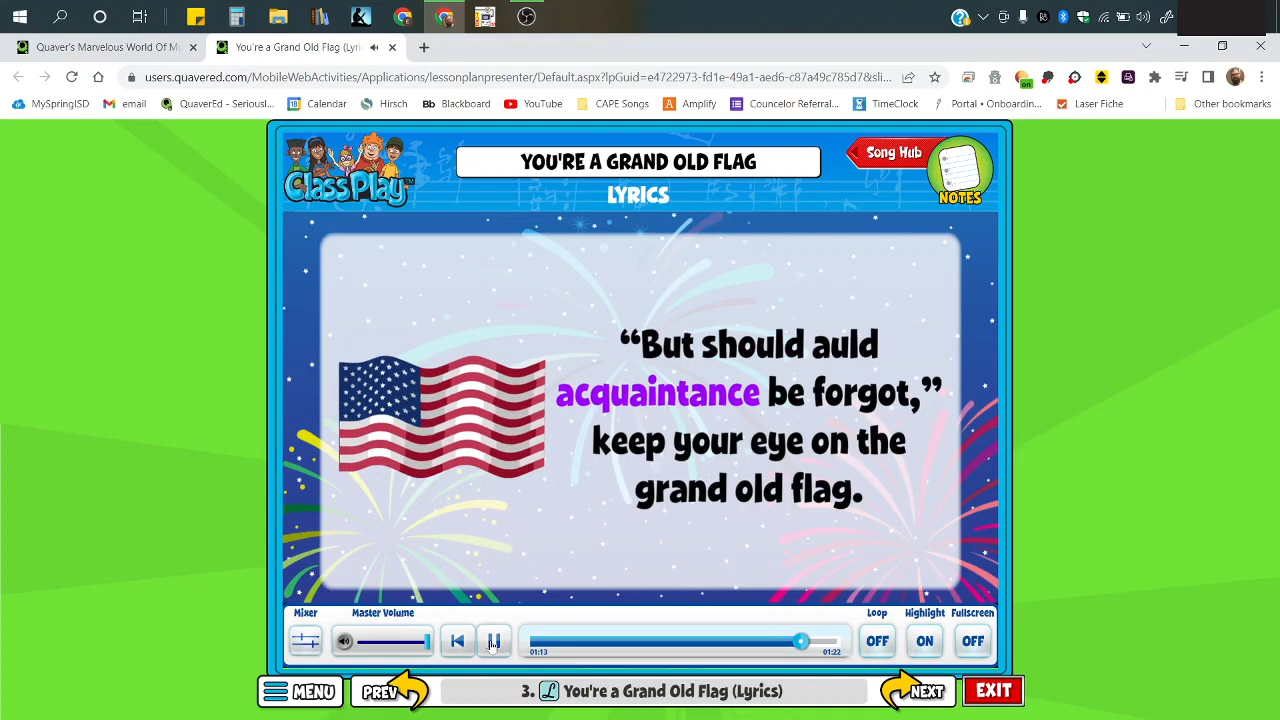 Quaver's Marvelous World Of M
You're a Grand Old Flag (Lyri
users.quavered.com/MobileWebActivities/Applications/lessonplanpresenter/Default.aspx?lpGuid=e4722973-fd1e-49a1-aed6-c87a49c785d7&sli...
on
MySpringISD
email
QuaverEd - Seriousl...
Calendar
Hirsch
Bb Blackboard
YouTube
CAPE Songs
Amplify
Councelor Referral...
TimeClock
Portal • Onboardin...
Laser Fiche
Other bookmarks
ClassPlay™
YOU'RE A GRAND OLD FLAG
LYRICS
Song Hub
NOTES
“But should auld
acquaintance be forgot,”
keep your eye on the
grand old flag.
Mixer
Master Volume
Loop
Highlight
Fullscreen
01:13
01:22
OFF
ON
OFF
MENU
PREV
3. L You're a Grand Old Flag (Lyrics)
NEXT
EXIT